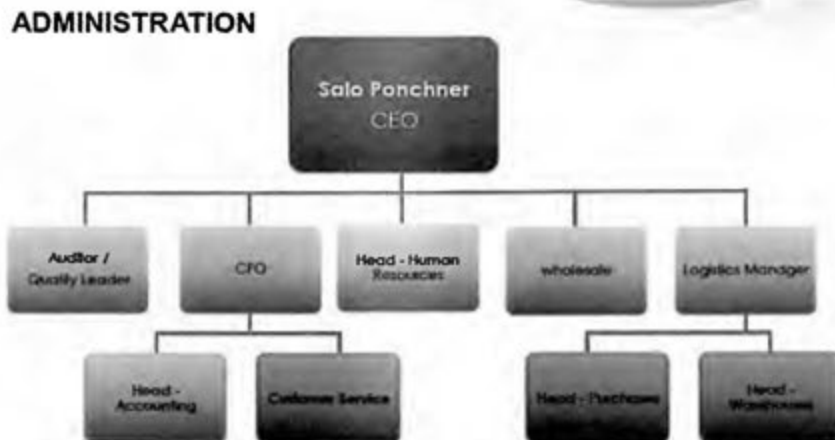 ADMINISTRATION
Salo Ponchner
CEO
Auditor /
Quality Leader
CFO
Head - Human
Resources
wholesale
Logistics Manager
Head -
Accounting
Customer Service
Head - Purchases
Head -
Warehouses